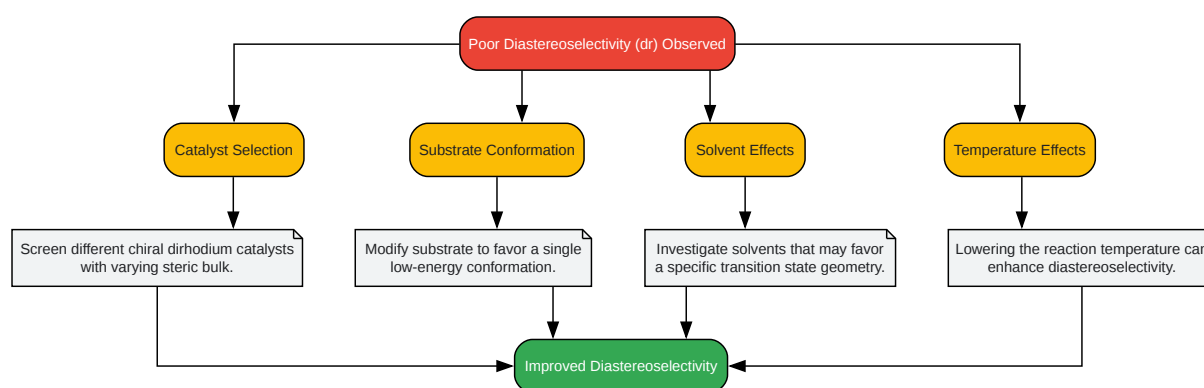 Poor Diastereoselectivity (dr) Observed
Catalyst Selection
Substrate Conformation
Solvent Effects
Temperature Effects
Screen different chiral dirhodium catalysts
with varying steric bulk.
Modify substrate to favor a single
low-energy conformation.
Investigate solvents that may favor
a specific transition state geometry.
Lowering the reaction temperature can
enhance diastereoselectivity.
Improved Diastereoselectivity